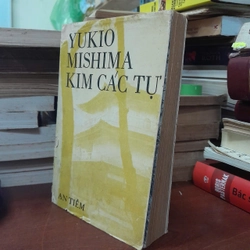 YUKIO
MISHIMA
KIM CÁC TỰ
AN TIÊM